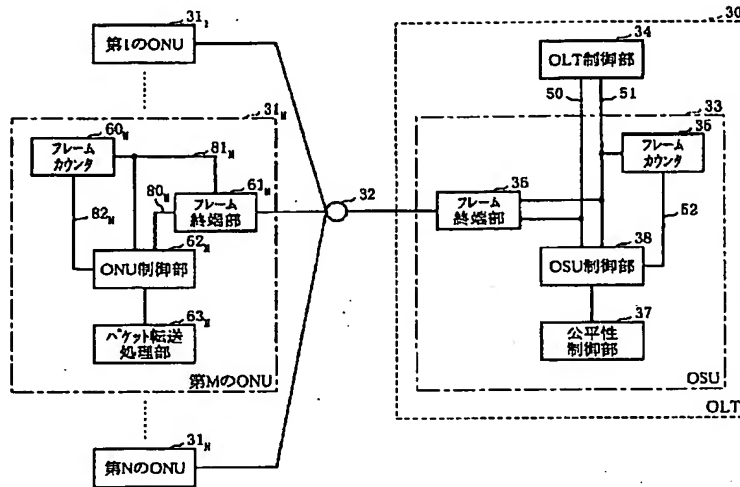 30
31₁
第1のONU
34
OLT制御部
50
51
33
31M
60M
フレーム
カウンタ
81M
35
フレーム
カウンタ
80M
61M
フレーム
終端部
32
35
フレーム
終端部
82M
62M
ONU制御部
52
38
OSU制御部
63M
パケット転送
処理部
37
公平性
制御部
第MのONU
OSU
OLT
31N
第NのONU